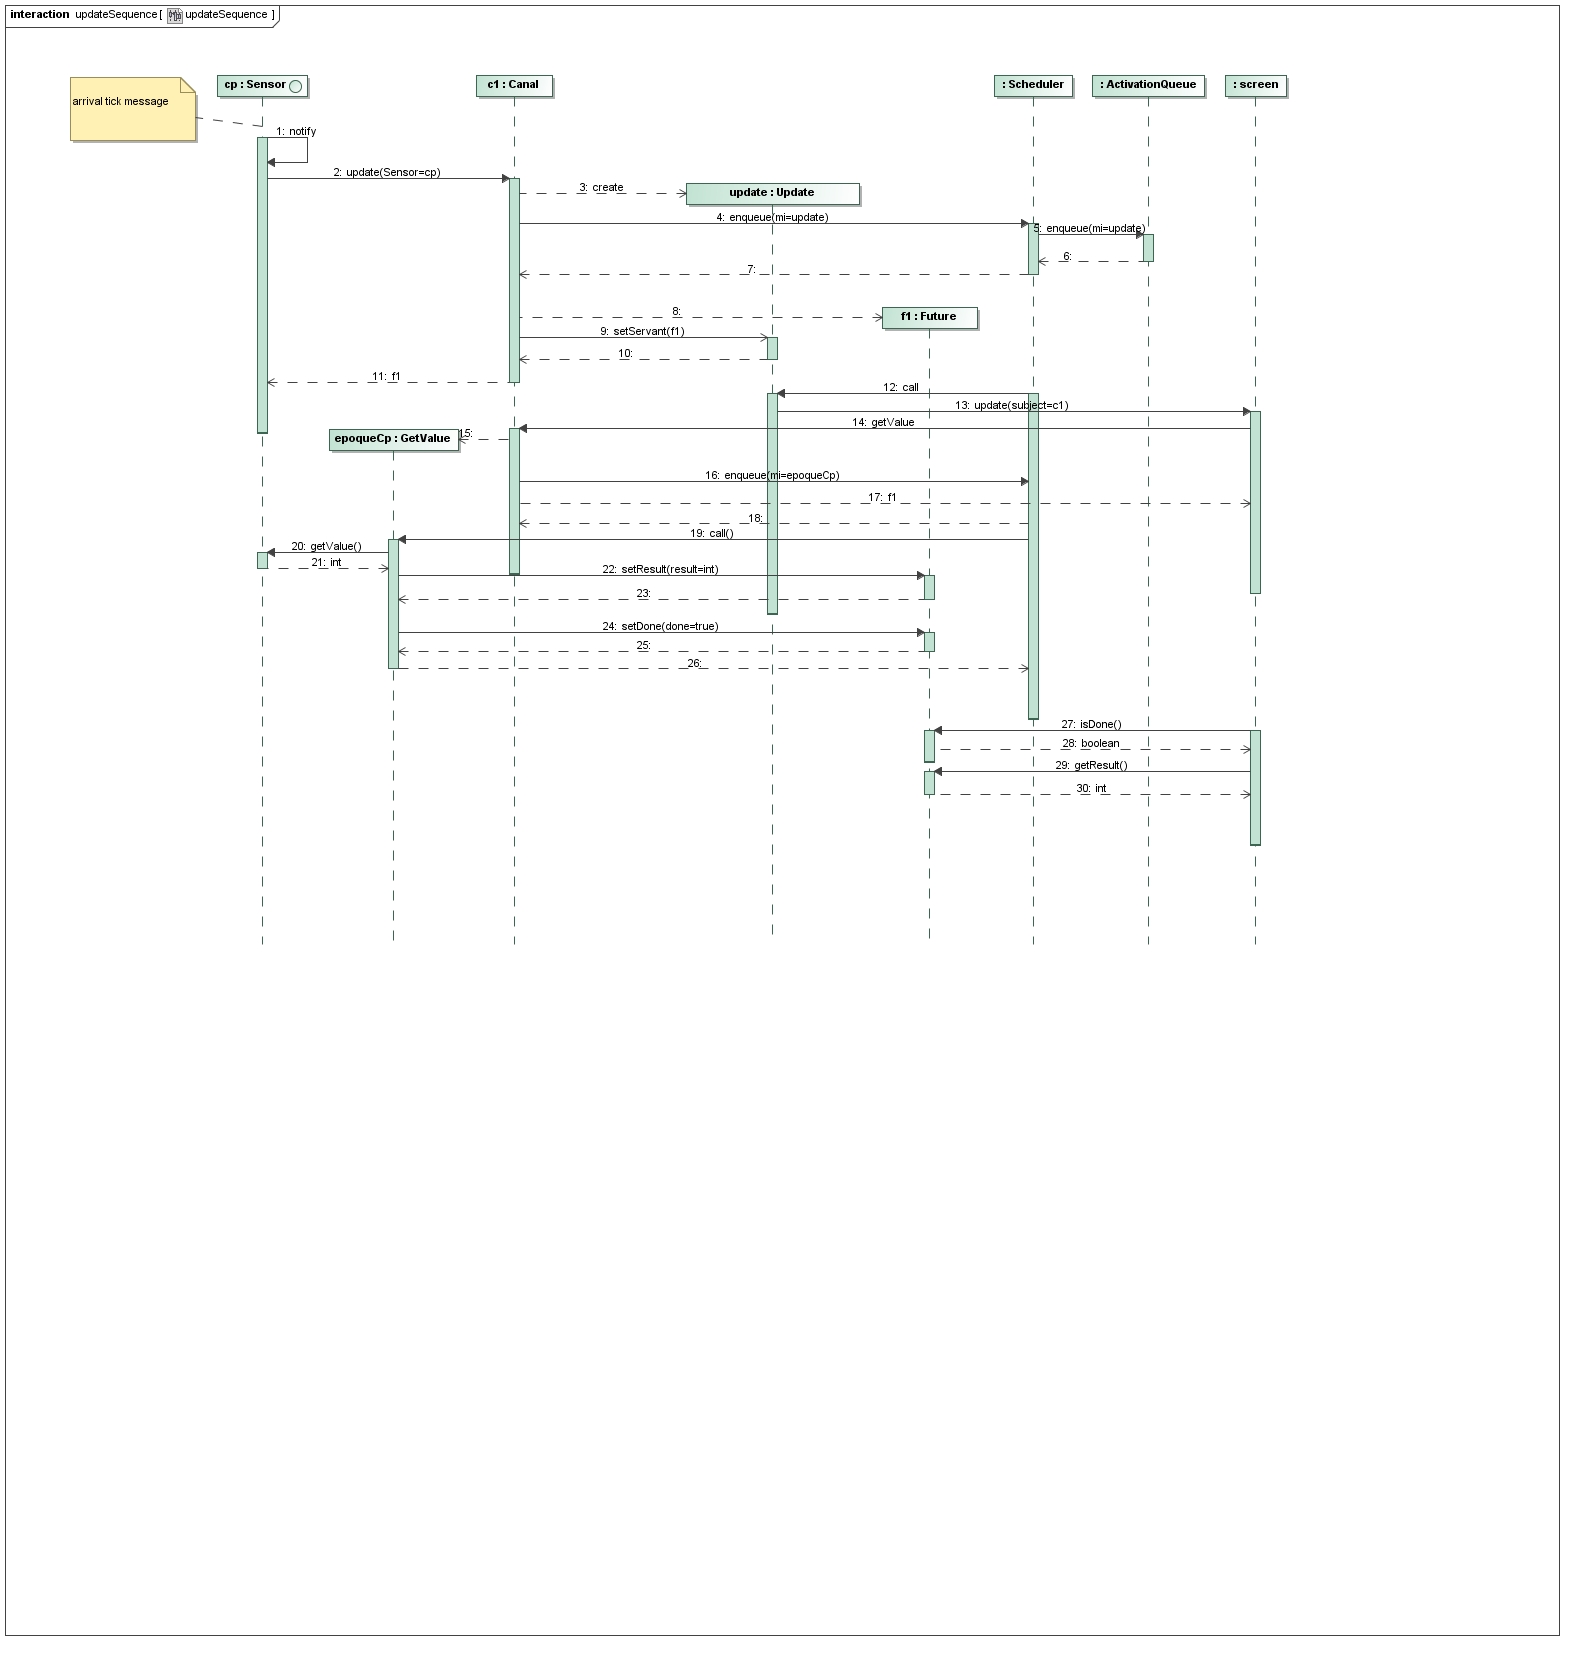 interaction updateSequence [ updateSequence ]
arrival tick message
cp : Sensor
c1 : Canal
: Scheduler
: ActivationQueue
: screen
1: notify
2: update(Sensor=cp)
3: create
update : Update
4: enqueue(mi=update)
5: enqueue(mi=update)
6:
7:
8:
f1 : Future
9: setServant(f1)
10:
11: f1
12: call
13: update(subject=c1)
14: getValue
15:
epoqueCp : GetValue
16: enqueue(mi=epoqueCp)
17: f1
18:
19: call()
20: getValue()
21: int
22: setResult(result=int)
23:
24: setDone(done=true)
25:
26:
27: isDone()
28: boolean
29: getResult()
30: int